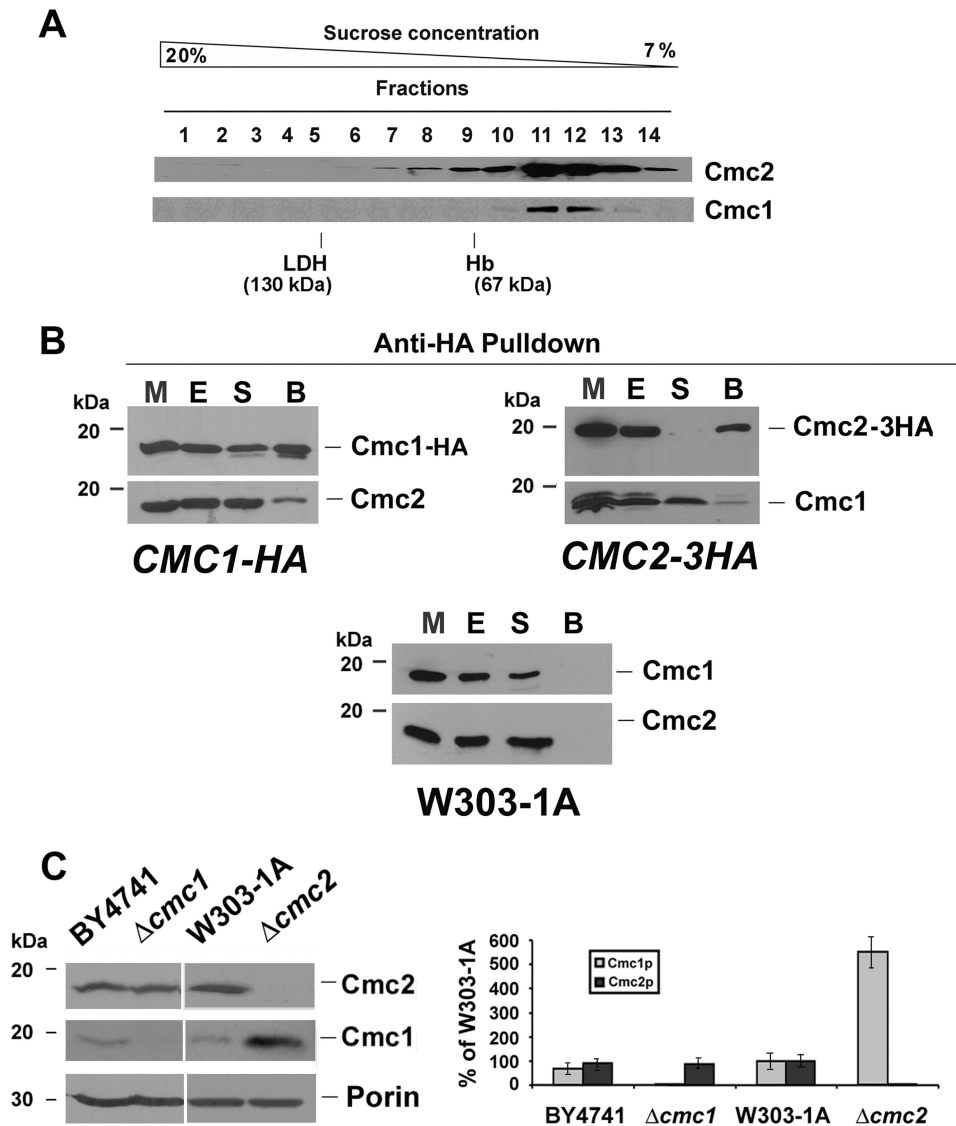 A
Sucrose concentration
20% 7 %
Fractions
1 2 3 4 5 6 7 8 9 10 11 12 13 14
Cmc2
Cmc1
LDH Hb
(130 kDa) (67 kDa)
B
Anti-HA Pulldown
M E S B
kDa
20
Cmc1-HA
20
Cmc2
CMC1-HA
M E S B
kDa
20
Cmc2-3HA
20
Cmc1
CMC2-3HA
M E S B
kDa
20
Cmc1
20
Cmc2
W303-1A
C
BY4741 Δcmc1 W303-1A Δcmc2
kDa
20
Cmc2
20
Cmc1
30
Porin
% of W303-1A
600
500
400
300
200
100
0
Cmc1p
Cmc2p
BY4741 Δcmc1 W303-1A Δcmc2